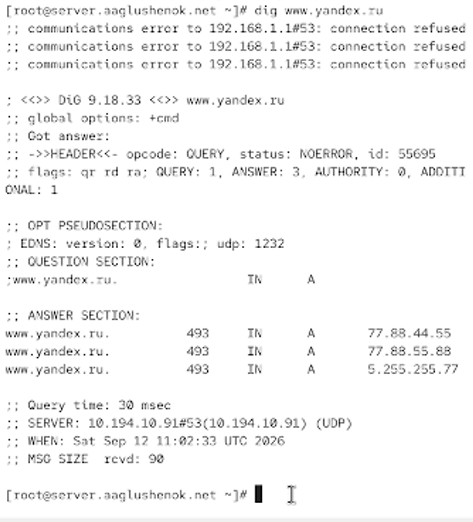 [root@server.aaglushenok.net ~]# dig www.yandex.ru
;; communications error to 192.168.1.1#53: connection refused
;; communications error to 192.168.1.1#53: connection refused
;; communications error to 192.168.1.1#53: connection refused
; <<>> DiG 9.18.33 <<>> www.yandex.ru
;; global options: +cmd
;; Got answer:
;; ->>HEADER<<- opcode: QUERY, status: NOERROR, id: 55695
;; flags: qr rd ra; QUERY: 1, ANSWER: 3, AUTHORITY: 0, ADDITI
ONAL: 1
;; OPT PSEUDOSECTION:
; EDNS: version: 0, flags:; udp: 1232
;; QUESTION SECTION:
;www.yandex.ru. IN A
;; ANSWER SECTION:
www.yandex.ru. 493 IN A 77.88.44.55
www.yandex.ru. 493 IN A 77.88.55.88
www.yandex.ru. 493 IN A 5.255.255.77
;; Query time: 30 msec
;; SERVER: 10.194.10.91#53(10.194.10.91) (UDP)
;; WHEN: Sat Sep 12 11:02:33 UTC 2026
;; MSG SIZE rcvd: 90
[root@server.aaglushenok.net ~]#